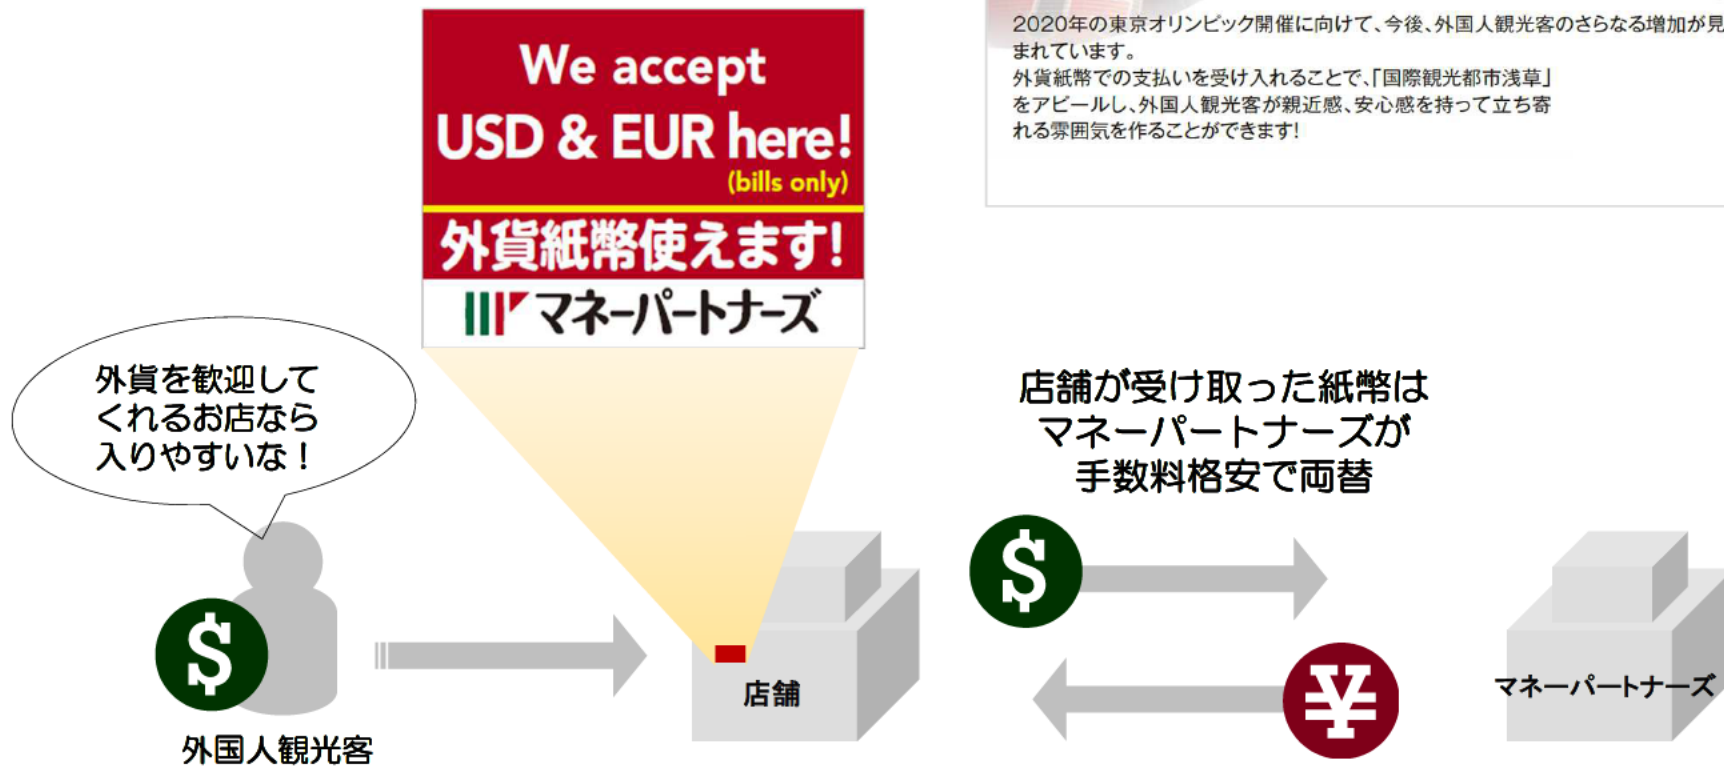 We accept
USD & EUR here!
(bills only)
外貨紙幣使えます!
マネーパートナーズ
2020年の東京オリンピック開催に向けて、今後、外国人観光客のさらなる増加が見
まれています。
外貨紙幣での支払いを受け入れることで、「国際観光都市浅草」
をアピールし、外国人観光客が親近感、安心感を持って立ち寄
れる雰囲気を作ることができます!
外貨を歓迎して
くれるお店なら
入りやすいな!
店舗が受け取った紙幣は
マネーパートナーズが
手数料格安で両替
$
$
¥
店舗
マネーパートナーズ
外国人観光客